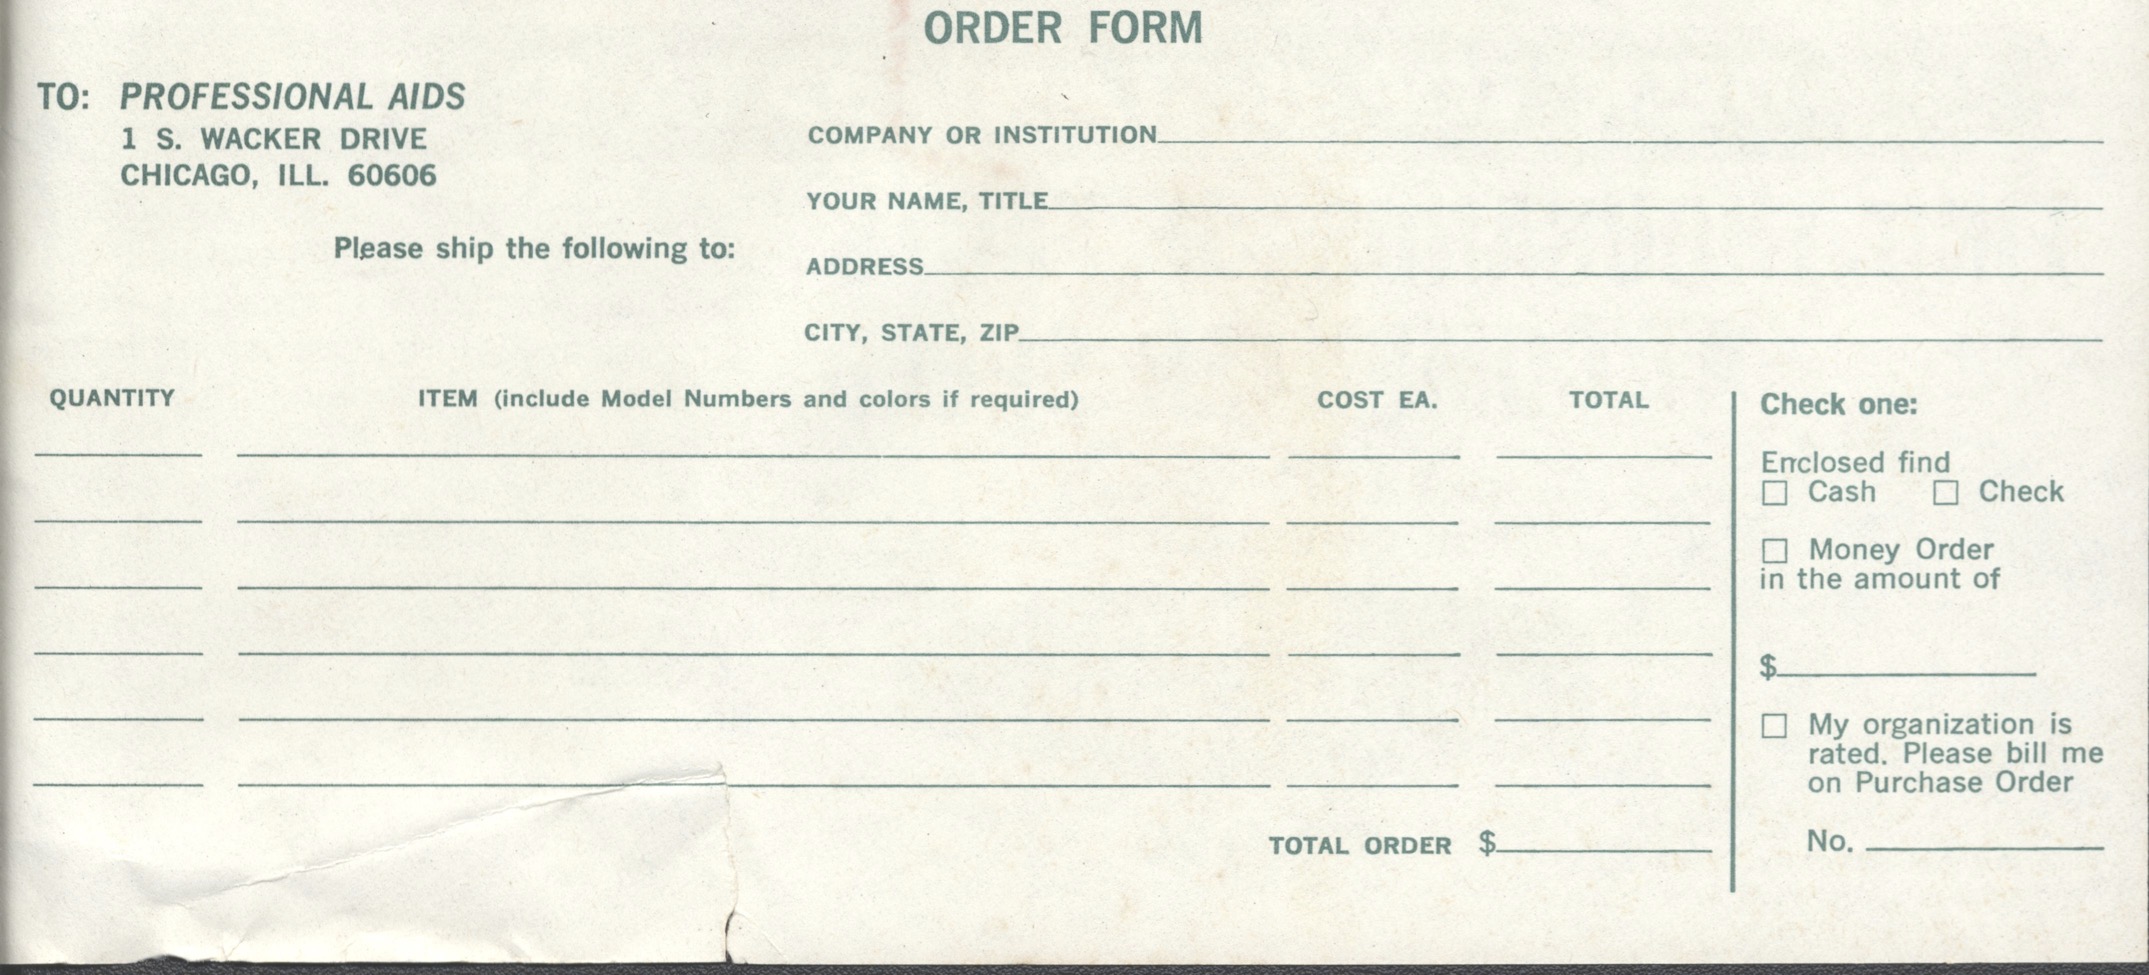 ORDER FORM
TO: PROFESSIONAL AIDS
1 S. WACKER DRIVE
CHICAGO, ILL. 60606
Please ship the following to:
COMPANY OR INSTITUTION
YOUR NAME, TITLE
ADDRESS
CITY, STATE, ZIP
QUANTITY ITEM (include Model Numbers and colors if required) COST EA. TOTAL
TOTAL ORDER $
Check one:
Enclosed find
Cash Check
Money Order
in the amount of
$
My organization is
rated. Please bill me
on Purchase Order
No.